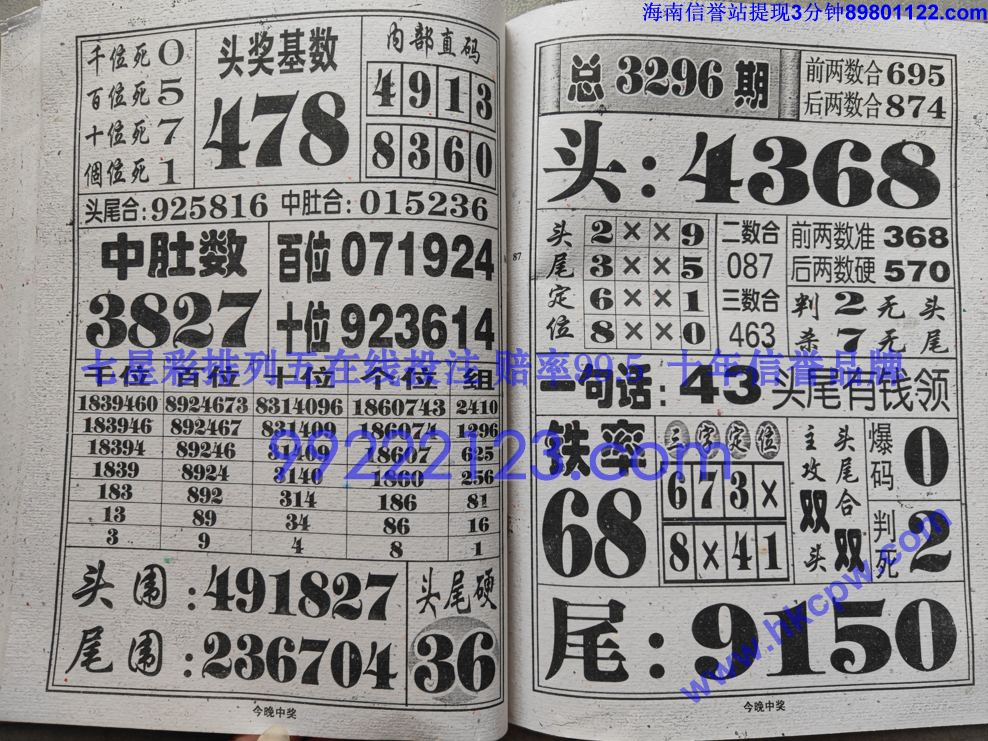 海南信誉站提现3分钟89801122.com
千位死0
百位死5
十位死7
個位死1
头奖基数
478
内部直码
4913
8360
头尾合:925816 中肚合:015236
中肚数
3827
百位071924
十位923614
千位 百位 十位 个位 组
1839460 8924673 8314096 1860743 2410
183946 892467 831409 186074 1296
18394 89246 31409 18607 625
1839 8924 3140 1860 256
183 892 314 186 81
13 89 34 86 16
3 9 4 8 1
头围:491827
尾围:236704
头尾硬
36
今晚中奖
87
总3296期
前两数合695
后两数合874
头:4368
头尾定位
2××9
3××5
6××1
8××0
二数合
087
三数合
463
前两数准368
后两数硬570
判2无头
杀7无尾
一句话:43头尾有钱领
铁率
68
三字定位
673×
8×41
主攻双头
头尾合双
爆码0
判死2
尾:9150
今晚中奖
七星彩排列五在线投注 赔率99.5 十年信誉品牌
99222123.com
www.hkcpw.com